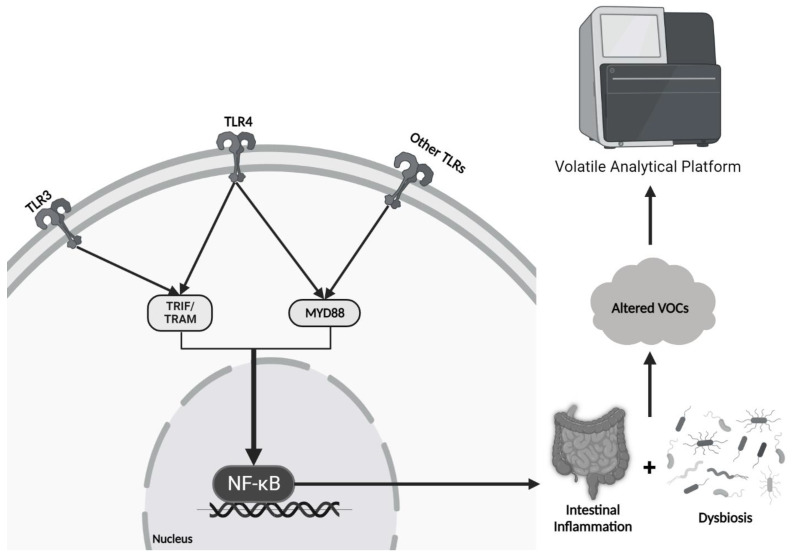 TLR3
TLR4
Other TLRs
TRIF/
TRAM
MYD88
NF-κB
Nucleus
Volatile Analytical Platform
Altered VOCs
Intestinal
Inflammation
+
Dysbiosis